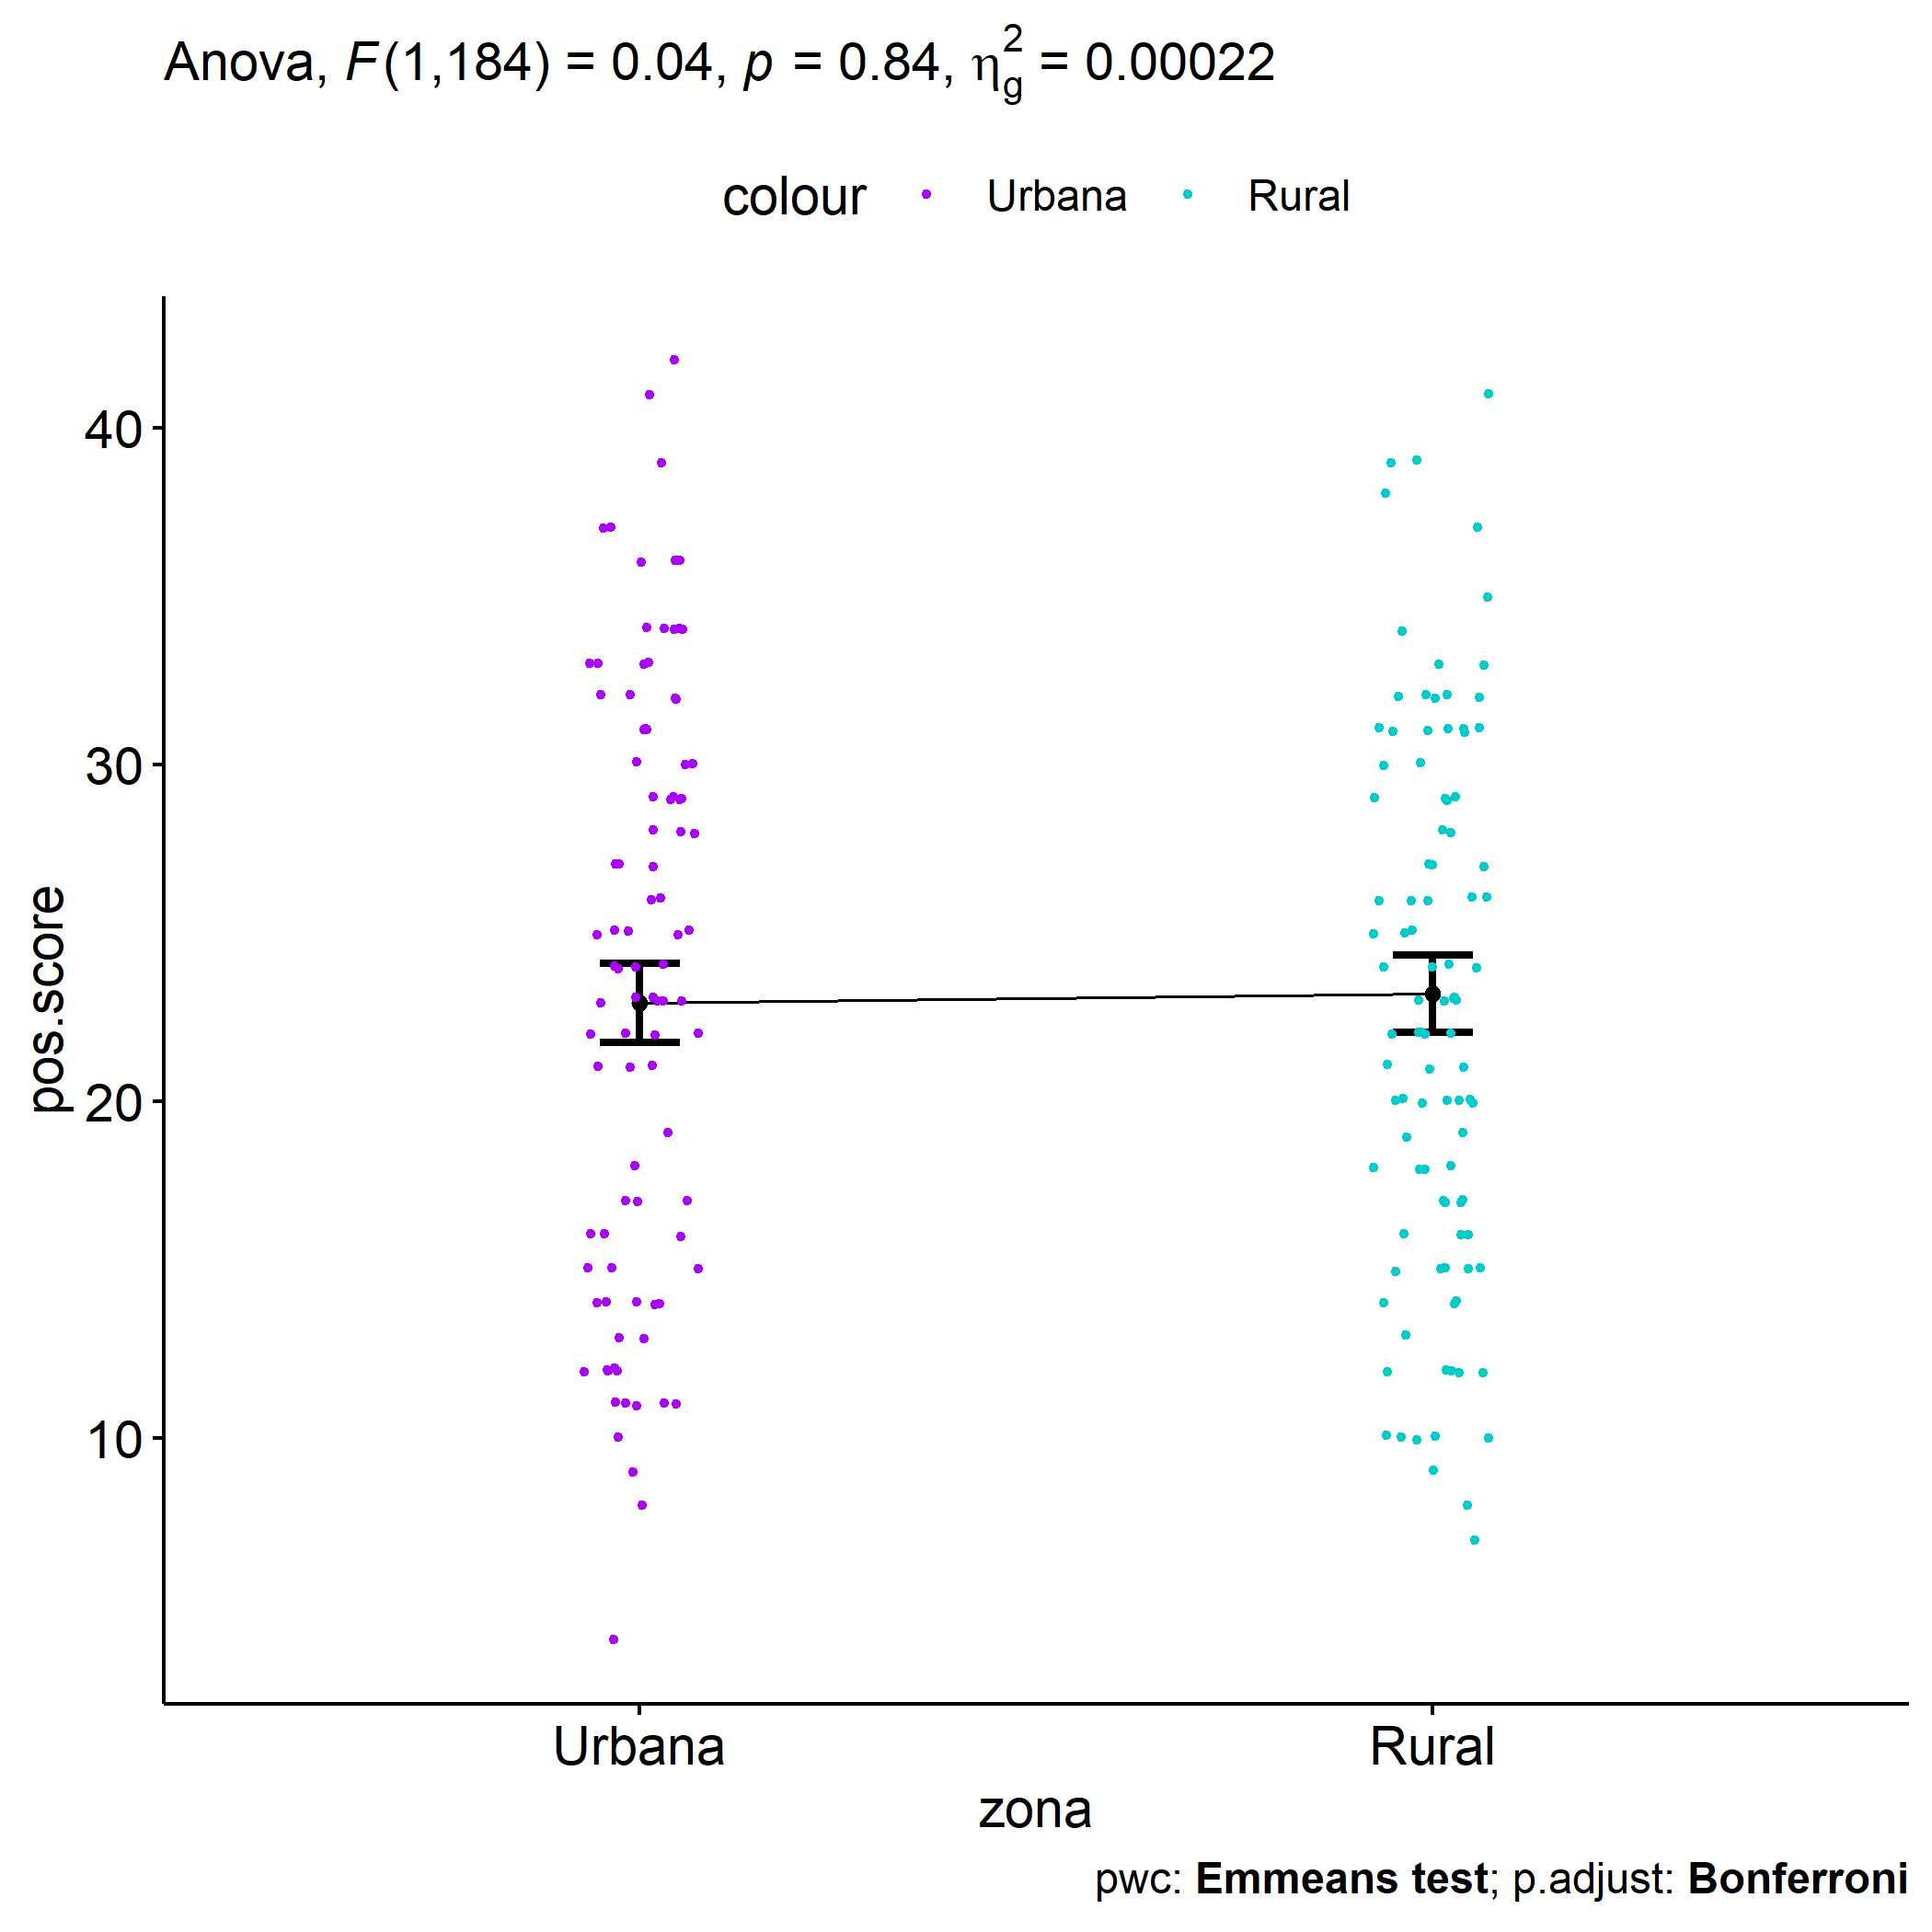 Anova, F(1,184) = 0.04, p = 0.84, η²g = 0.00022
colour Urbana Rural
40
30
20
10
pos.score
Urbana Rural
zona
pwc: Emmeans test; p.adjust: Bonferroni